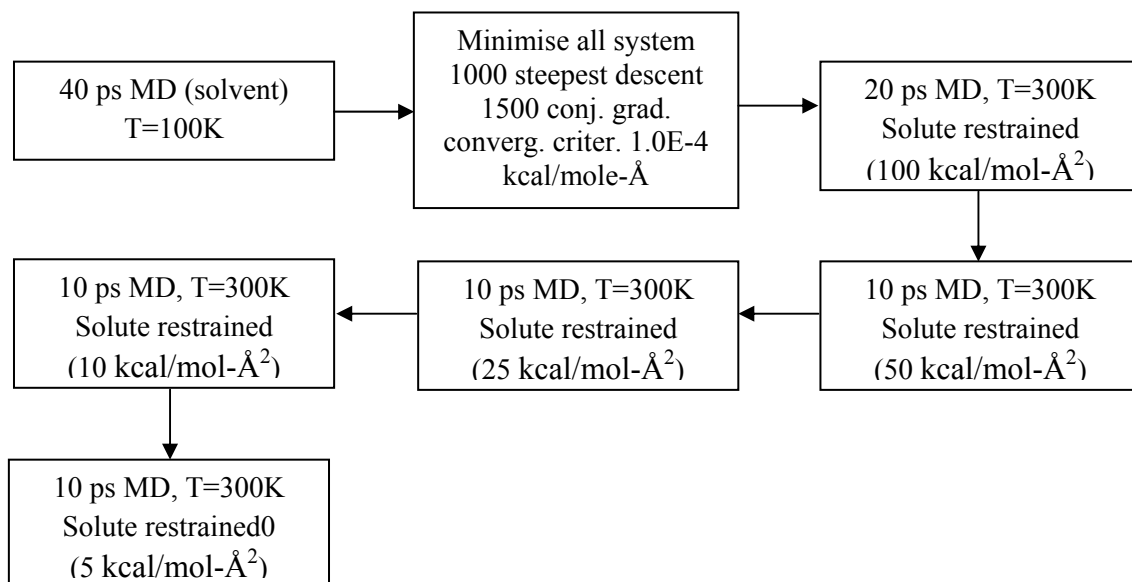 40 ps MD (solvent)
T=100K
Minimise all system
1000 steepest descent
1500 conj. grad.
converg. criter. 1.0E-4
kcal/mole-Å
20 ps MD, T=300K
Solute restrained
(100 kcal/mol-Å²)
10 ps MD, T=300K
Solute restrained
(50 kcal/mol-Å²)
10 ps MD, T=300K
Solute restrained
(25 kcal/mol-Å²)
10 ps MD, T=300K
Solute restrained
(10 kcal/mol-Å²)
10 ps MD, T=300K
Solute restrained0
(5 kcal/mol-Å²)